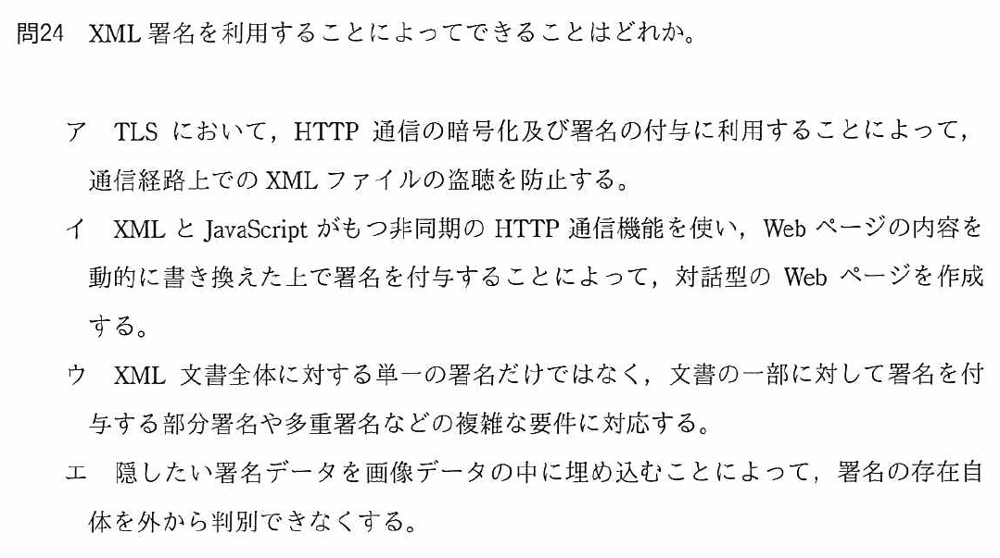 問24 XML 署名を利用することによってできることはどれか。
ア TLS において，HTTP 通信の暗号化及び署名の付与に利用することによって，
通信経路上での XML ファイルの盗聴を防止する。
イ XML と JavaScript がもつ非同期の HTTP 通信機能を使い，Web ページの内容を
動的に書き換えた上で署名を付与することによって，対話型の Web ページを作成
する。
ウ XML 文書全体に対する単一の署名だけではなく，文書の一部に対して署名を付
与する部分署名や多重署名などの複雑な要件に対応する。
エ 隠したい署名データを画像データの中に埋め込むことによって，署名の存在自
体を外から判別できなくする。